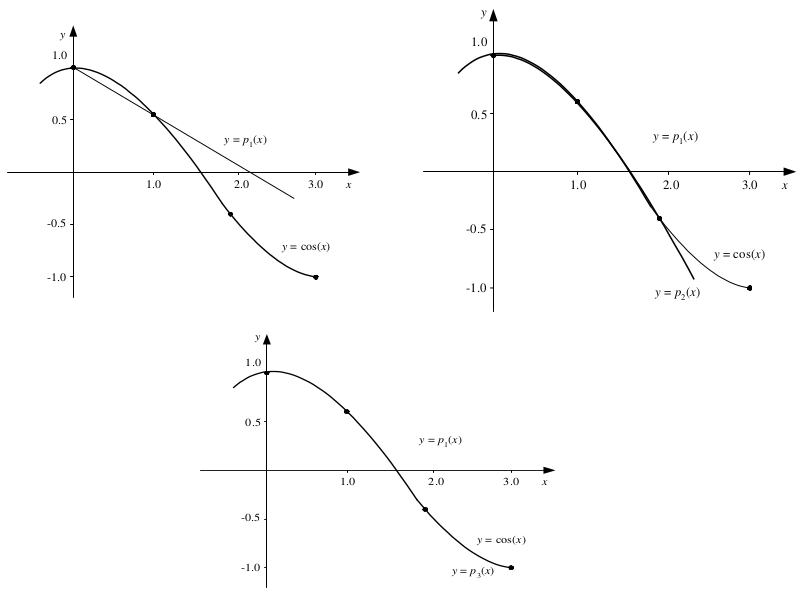 y
1.0
0.5
y = p₁(x)
1.0
2.0
3.0
x
-0.5
y = cos(x)
-1.0
y
1.0
0.5
y = p₁(x)
1.0
2.0
3.0
x
-0.5
y = cos(x)
-1.0
y = p₂(x)
y
1.0
0.5
y = p₁(x)
1.0
2.0
3.0
x
-0.5
y = cos(x)
-1.0
y = p₃(x)